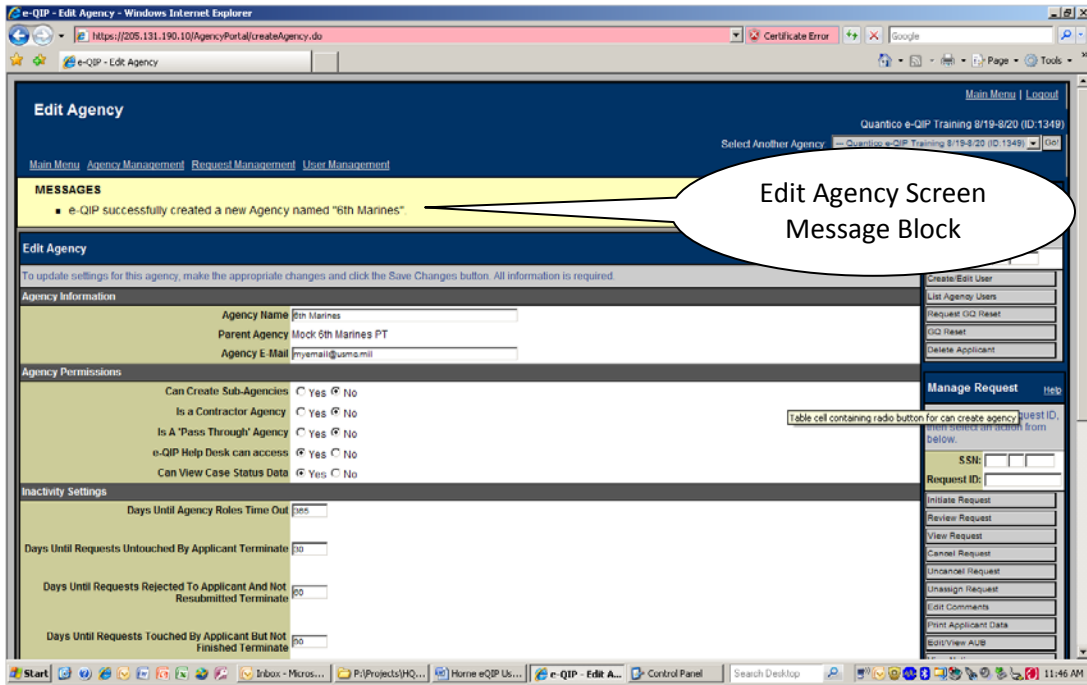 e-QIP - Edit Agency - Windows Internet Explorer
https://205.131.190.10/AgencyPortal/createAgency.do
Certificate Error
Google
e-QIP - Edit Agency
Page
Tools
Main Menu | Logout
Edit Agency
Quantico e-QIP Training 8/19-8/20 (ID:1349)
Select Another Agency: --- Quantico e-QIP Training 8/19-8/20 (ID:1349) Go!
Main Menu Agency Management Request Management User Management
MESSAGES
e-QIP successfully created a new Agency named "6th Marines".
Edit Agency Screen
Message Block
Edit Agency
To update settings for this agency, make the appropriate changes and click the Save Changes button. All information is required.
Agency Information
Agency Name 6th Marines
Parent Agency Mock 6th Marines PT
Agency E-Mail myemail@usmc.mil
Agency Permissions
Can Create Sub-Agencies Yes No
Is a Contractor Agency Yes No
Is A 'Pass Through' Agency Yes No
e-QIP Help Desk can access Yes No
Can View Case Status Data Yes No
Inactivity Settings
Days Until Agency Roles Time Out 365
Days Until Requests Untouched By Applicant Terminate 30
Days Until Requests Rejected To Applicant And Not
Resubmitted Terminate
Days Until Requests Touched By Applicant But Not
Finished Terminate
Create/Edit User
List Agency Users
Request GQ Reset
GQ Reset
Delete Applicant
Manage Request Help
Table cell containing radio button for can create agency
quest ID,
then select an action from
below.
SSN:
Request ID:
Initiate Request
Review Request
View Request
Cancel Request
Uncancel Request
Unassign Request
Edit Comments
Print Applicant Data
Edit/View AUB
Start
Inbox - Micros...
P:\Projects\HQ...
Home eQIP Us...
e-QIP - Edit A...
Control Panel
Search Desktop
11:46 AM